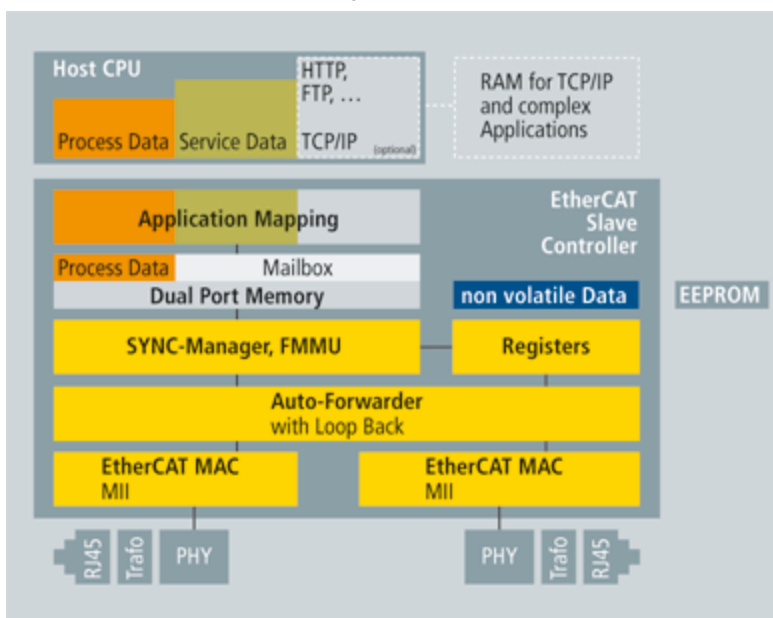 Host CPU
HTTP,
FTP, ...
Process Data
Service Data
TCP/IP
(optional)
RAM for TCP/IP
and complex
Applications
EtherCAT
Slave
Controller
Application Mapping
Process Data
Mailbox
Dual Port Memory
non volatile Data
EEPROM
SYNC-Manager, FMMU
Registers
Auto-Forwarder
with Loop Back
EtherCAT MAC
MII
EtherCAT MAC
MII
RJ45
Trafo
PHY
PHY
Trafo
RJ45